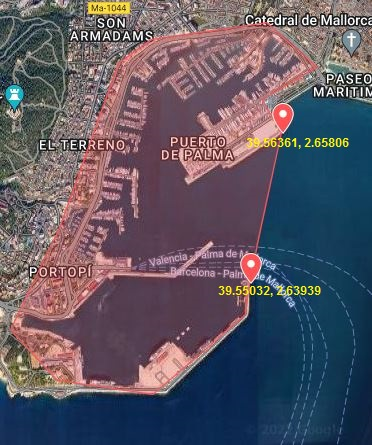 Ma-1044
SON
ARMADAMS
Catedral de Mallorca
PASEO
MARITIM
EL TERRENO
PUERTO
DE PALMA
39.56361, 2.65806
Valencia - Palma de Mallorca
PORTOPÍ
Barcelona - Palma de Mallorca
39.55032, 2.63939